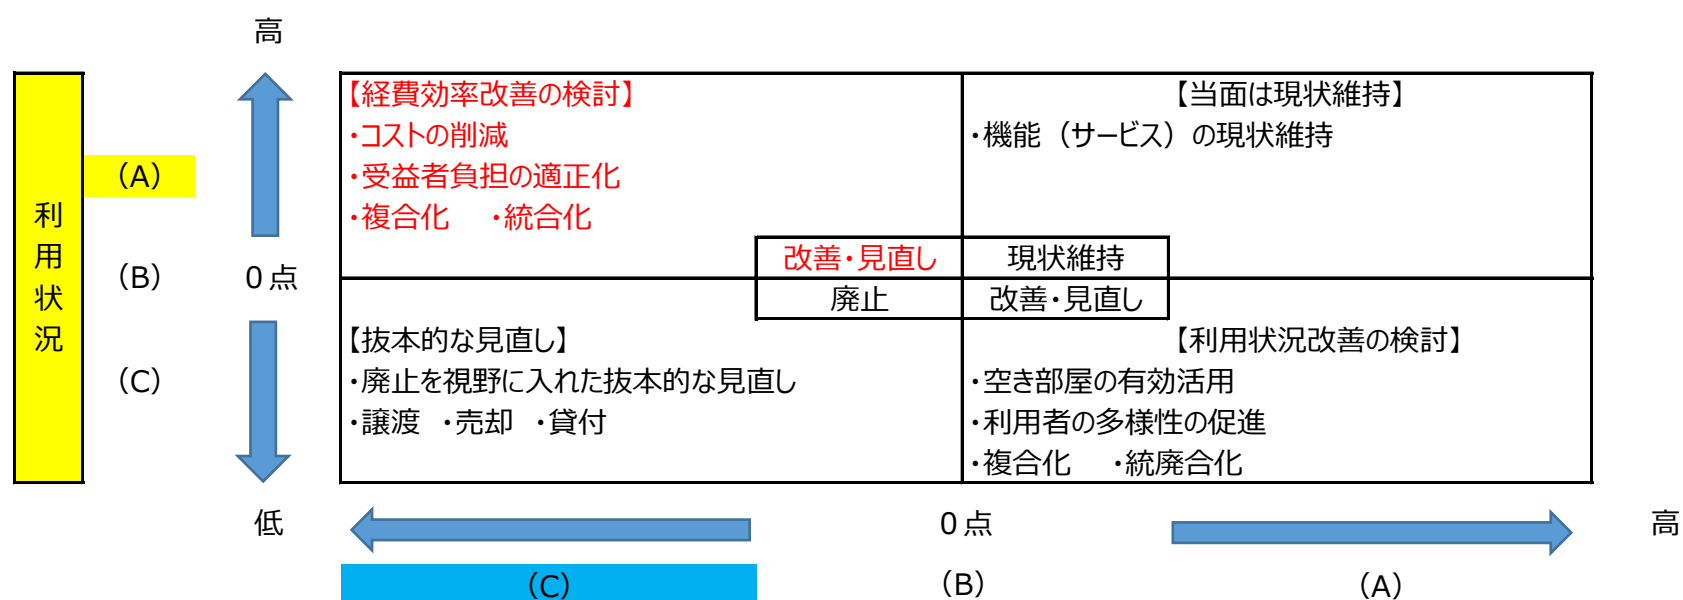 高
【経費効率改善の検討】
・コストの削減
・受益者負担の適正化
・複合化　・統合化
【当面は現状維持】
・機能（サービス）の現状維持
利用状況
（A）
（B）
（C）
0点
改善・見直し
現状維持
廃止
改善・見直し
【抜本的な見直し】
・廃止を視野に入れた抜本的な見直し
・譲渡　・売却　・貸付
【利用状況改善の検討】
・空き部屋の有効活用
・利用者の多様性の促進
・複合化　・統廃合化
低
0点
高
（C）
（B）
（A）